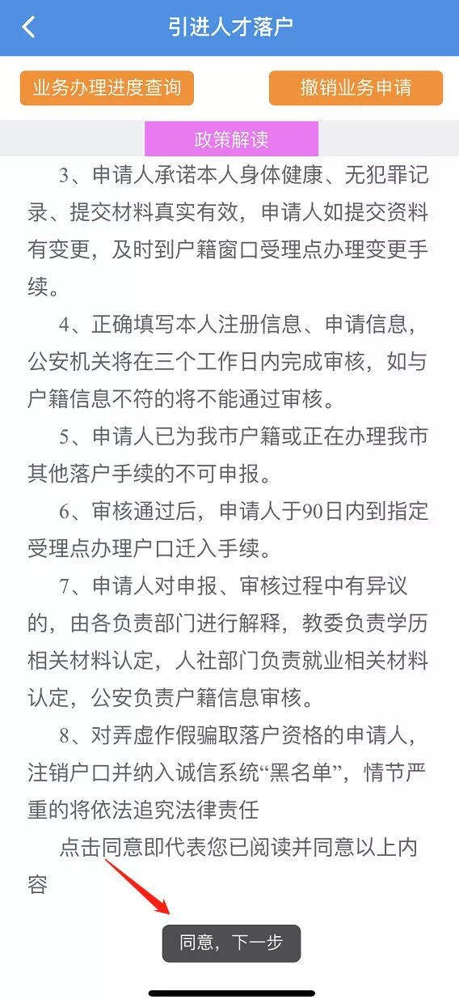 引进人才落户
业务办理进度查询
撤销业务申请
政策解读
3、申请人承诺本人身体健康、无犯罪记
录、提交材料真实有效，申请人如提交资料
有变更，及时到户籍窗口受理点办理变更手
续。
4、正确填写本人注册信息、申请信息，
公安机关将在三个工作日内完成审核，如与
户籍信息不符的将不能通过审核。
5、申请人已为我市户籍或正在办理我市
其他落户手续的不可申报。
6、审核通过后，申请人于90日内到指定
受理点办理户口迁入手续。
7、申请人对申报、审核过程中有异议
的，由各负责部门进行解释，教委负责学历
相关材料认定，人社部门负责就业相关材料
认定，公安负责户籍信息审核。
8、对弄虚作假骗取落户资格的申请人，
注销户口并纳入诚信系统“黑名单”，情节严
重的将依法追究法律责任
点击同意即代表您已阅读并同意以上内
容
同意，下一步